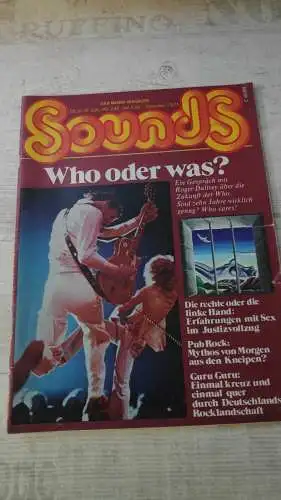 DAS MUSIK-MAGAZIN
Sounds
Who oder was?
Ein Gespräch mit
Roger Daltrey über die
Zukunft der Who.
Sind zehn Jahre wirklich
genug? Who cares!
Die rechte oder die
linke Hand:
Erfahrungen mit Sex
im Justizvollzug
Pub Rock:
Mythos von Morgen
aus den Kneipen?
Guru Guru:
Einmal kreuz und
einmal quer
durch Deutschlands
Rocklandschaft